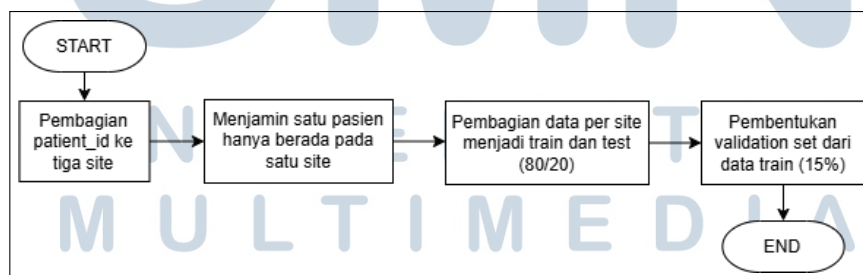 START
Pembagian
patient_id ke
tiga site
Menjamin satu pasien
hanya berada pada
satu site
Pembagian data per site
menjadi train dan test
(80/20)
Pembentukan
validation set dari
data train (15%)
END
MULTIMEDIA